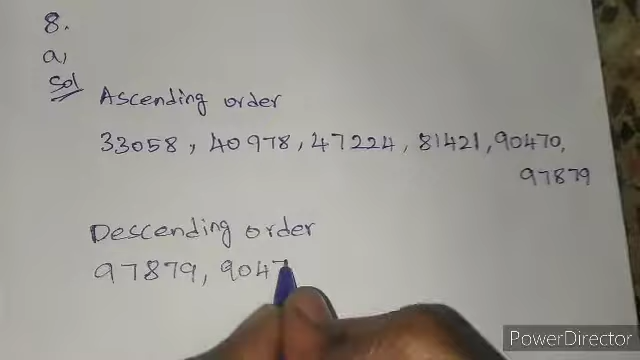 8.
a,
Sol
Ascending order
33058, 40978, 47224, 81421, 90470,
97879
Descending order
97879, 9047
PowerDirector